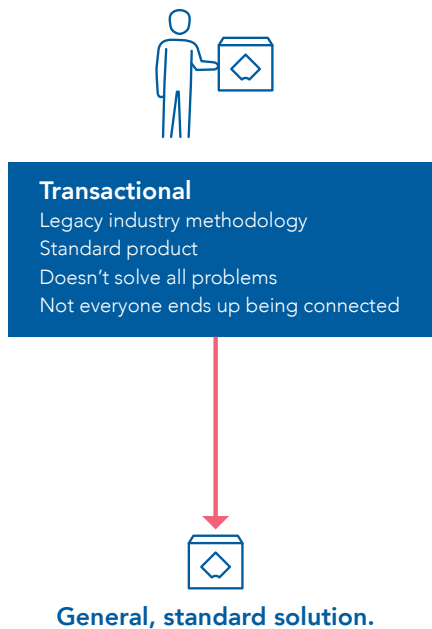 Transactional
Legacy industry methodology
Standard product
Doesn’t solve all problems
Not everyone ends up being connected
General, standard solution.